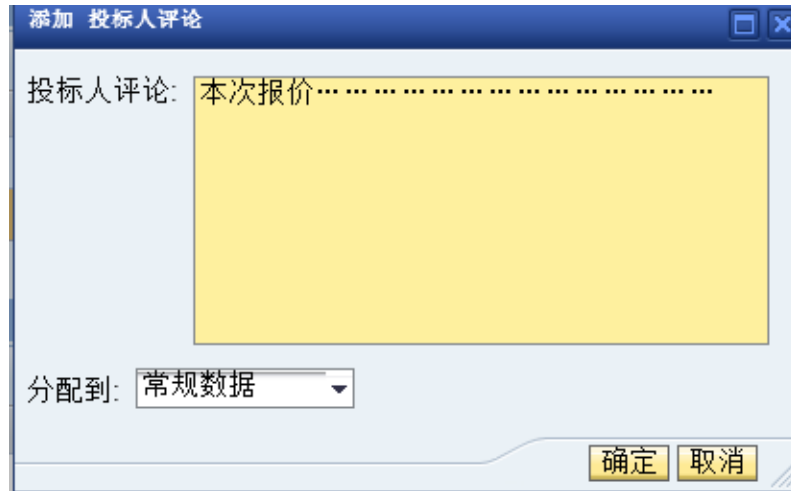 添加 投标人评论
投标人评论: 本次报价… … … … … … … … … … … … … …
分配到: 常规数据
确定 取消